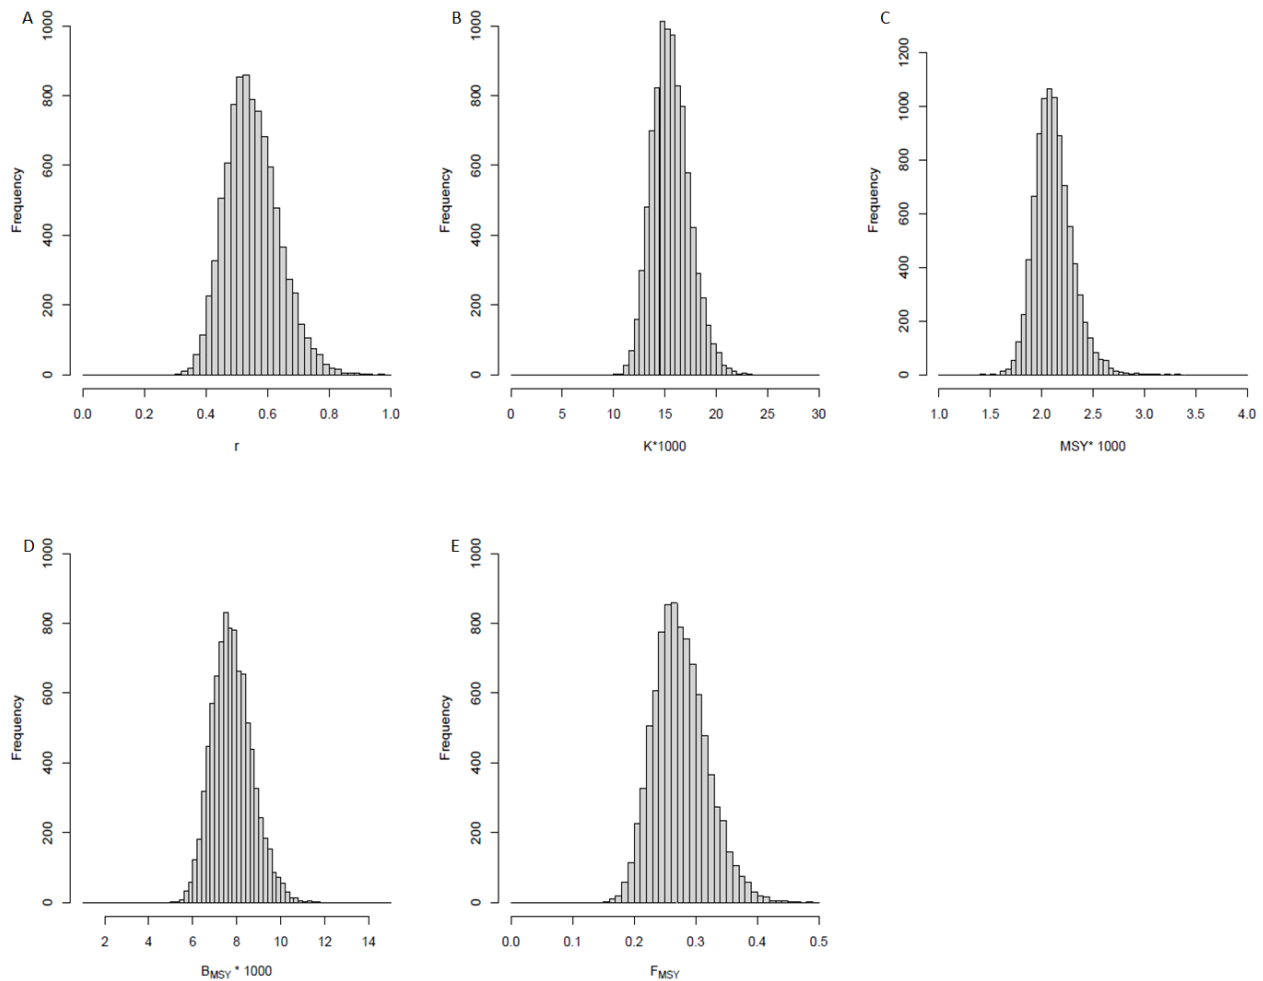 A
Frequency
0 200 400 600 800 1000
0.0 0.2 0.4 0.6 0.8 1.0
r
B
Frequency
0 200 400 600 800 1000
0 5 10 15 20 25 30
K*1000
C
Frequency
0 200 400 600 800 1000 1200
1.0 1.5 2.0 2.5 3.0 3.5 4.0
MSY* 1000
D
Frequency
0 200 400 600 800 1000
2 4 6 8 10 12 14
BMSY * 1000
E
Frequency
0 200 400 600 800 1000
0.0 0.1 0.2 0.3 0.4 0.5
FMSY